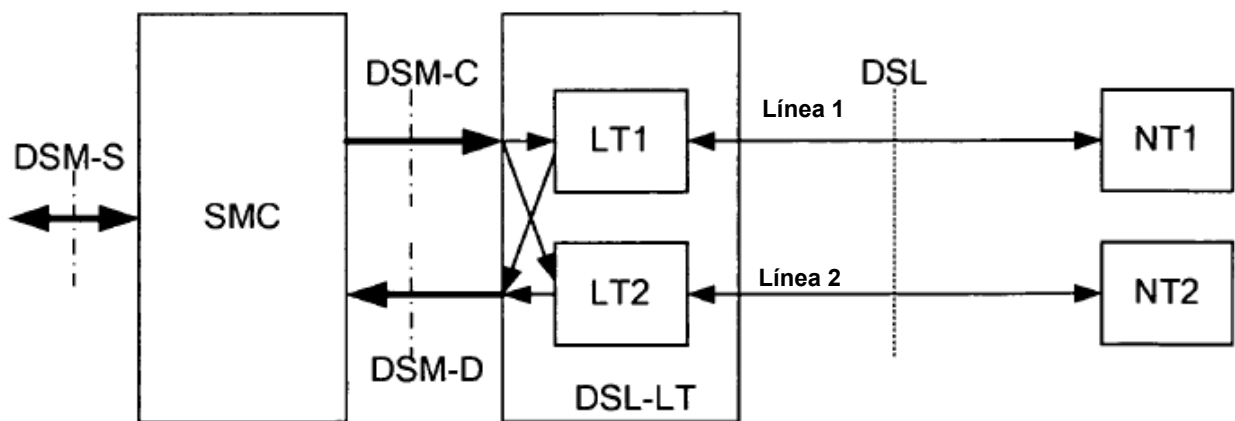 DSM-S
SMC
DSM-C
DSM-D
LT1
LT2
DSL-LT
Línea 1
Línea 2
DSL
NT1
NT2